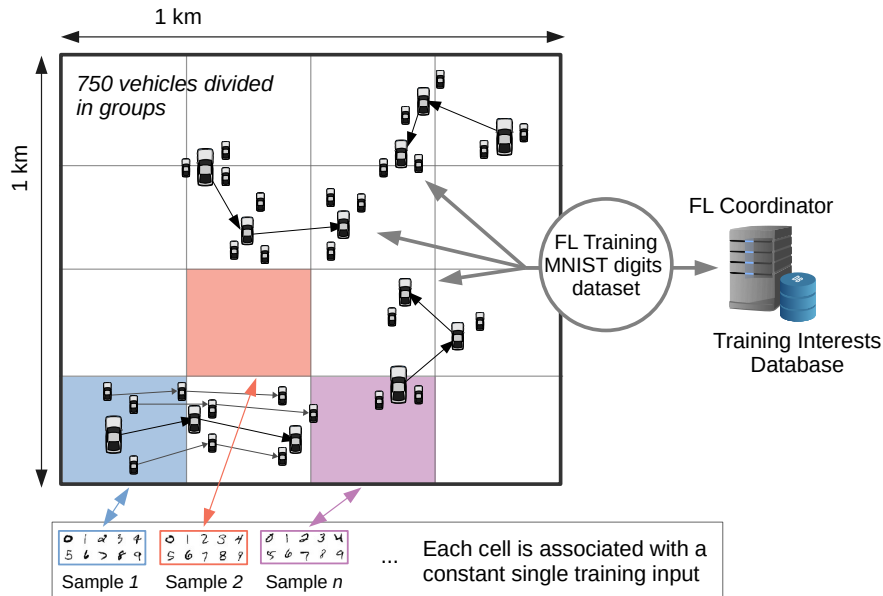 1 km
1 km
750 vehicles divided
in groups
FL Training
MNIST digits
dataset
FL Coordinator
Training Interests
Database
0 1 2 3 4
5 6 7 8 9
Sample 1
0 1 2 3 4
5 6 7 8 9
Sample 2
0 1 2 3 4
5 6 7 8 9
Sample n
...
Each cell is associated with a
constant single training input